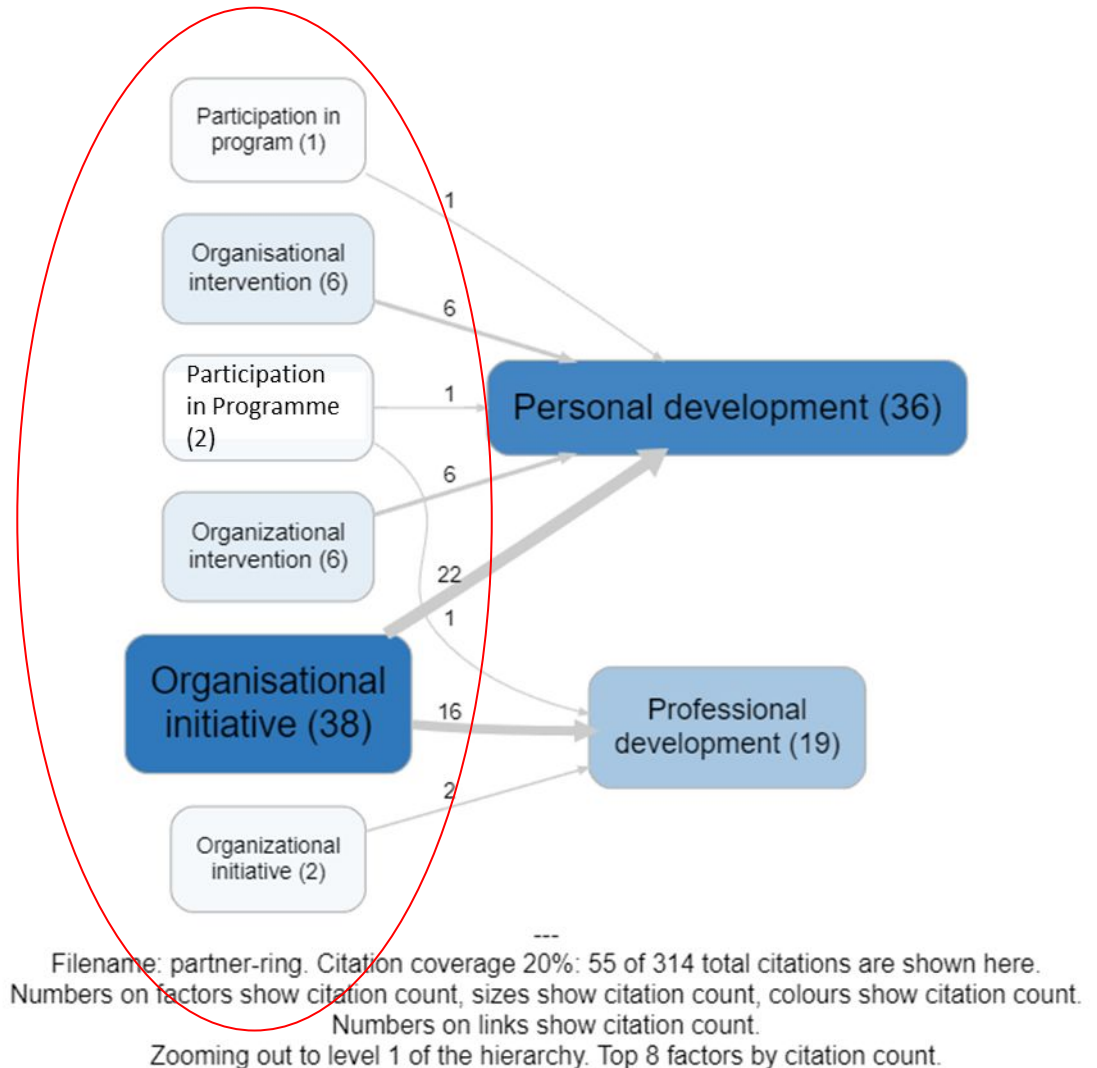 Participation in
program (1)
1
Organisational
intervention (6)
6
Participation
in Programme
(2)
1
Personal development (36)
6
Organizational
intervention (6)
22
1
Organisational
initiative (38)
16
Professional
development (19)
2
Organizational
initiative (2)
---
Filename: partner-ring. Citation coverage 20%: 55 of 314 total citations are shown here.
Numbers on factors show citation count, sizes show citation count, colours show citation count.
Numbers on links show citation count.
Zooming out to level 1 of the hierarchy. Top 8 factors by citation count.